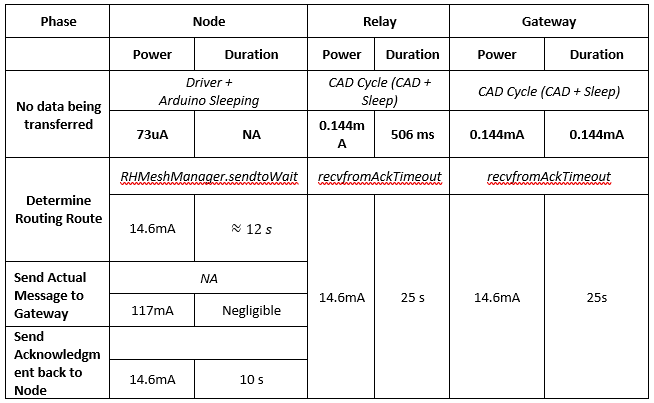 Phase Node Relay Gateway
Power Duration Power Duration Power Duration
No data being
transferred
Driver +
Arduino Sleeping
CAD Cycle (CAD +
Sleep)
CAD Cycle (CAD + Sleep)
73uA NA 0.144m
A 506 ms 0.144mA 0.144mA
Determine
Routing Route
RHMeshManager.sendtoWait recvfromAckTimeout recvfromAckTimeout
14.6mA ≈ 12 s
Send Actual
Message to
Gateway
NA
117mA Negligible
14.6mA 25 s 14.6mA 25s
Send
Acknowledgm
ent back to
Node
14.6mA 10 s